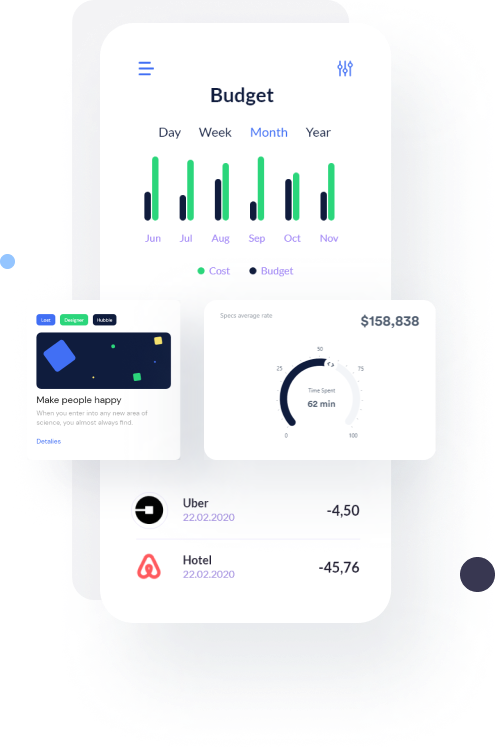 Budget
Day Week Month Year
Jun Jul Aug Sep Oct Nov
Cost Budget
Lost Designer Hubble
Make people happy
When you enter into any new area of
science, you almost always find.
Detailes
Specs average rate
$158,838
50
25
75
Time Spent
62 min
0
100
Uber
22.02.2020
-4,50
Hotel
22.02.2020
-45,76